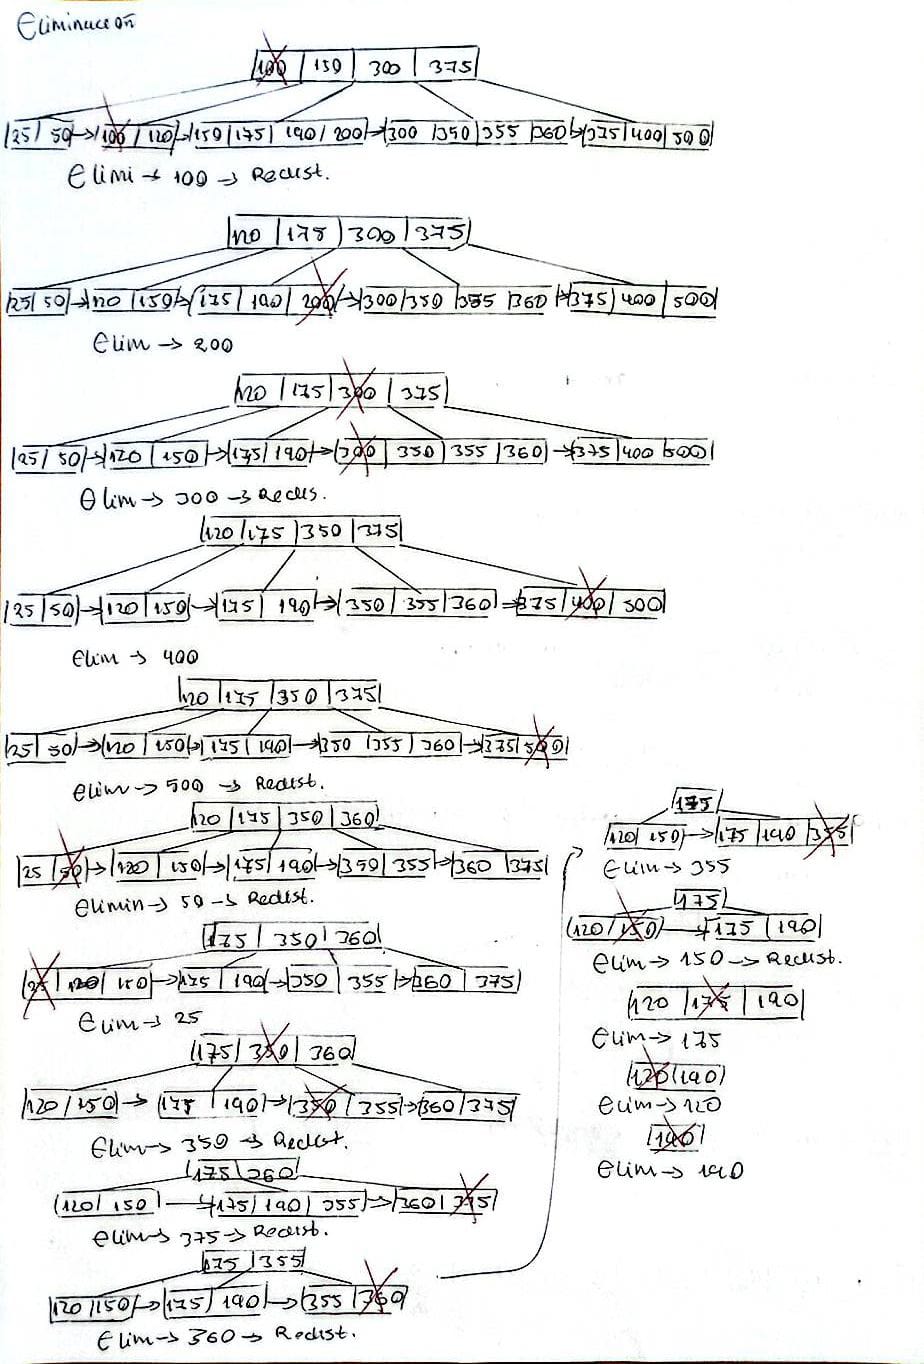 Eliminación
100 | 150 | 300 | 375
25 | 50 → 100 | 120 → 150 | 175 | 190 | 200 → 300 | 350 | 355 | 360 → 375 | 400 | 500
Elimi → 100 → Redist.
120 | 175 | 300 | 375
25 | 50 → 120 | 150 → 175 | 190 | 200 → 300 | 350 | 355 | 360 → 375 | 400 | 500
Elim → 200
120 | 175 | 300 | 375
25 | 50 → 120 | 150 → 175 | 190 → 300 | 350 | 355 | 360 → 375 | 400 | 500
Elim → 300 → Redis.
120 | 175 | 350 | 375
25 | 50 → 120 | 150 → 175 | 190 → 350 | 355 | 360 → 375 | 400 | 500
Elim → 400
120 | 175 | 350 | 375
25 | 50 → 120 | 150 → 175 | 190 → 350 | 355 | 360 → 375 | 500
Elim → 500 → Redist.
120 | 175 | 350 | 360
25 | 50 → 120 | 150 → 175 | 190 → 350 | 355 → 360 | 375
Elimin → 50 → Redist.
175 | 350 | 360
25 | 120 | 150 → 175 | 190 → 350 | 355 → 360 | 375
Elim → 25
175 | 350 | 360
120 | 150 → 175 | 190 → 350 | 355 → 360 | 375
Elim → 350 → Redist.
175 | 360
120 | 150 → 175 | 190 | 355 → 360 | 375
Elim → 375 → Redist.
175 | 355
120 | 150 → 175 | 190 → 355 | 360
Elim → 360 → Redist.
175
120 | 150 → 175 | 190 | 355
Elim → 355
175
120 | 150 → 175 | 190
Elim → 150 → Redist.
120 | 175 | 190
Elim → 175
120 | 190
Elim → 120
190
Elim → 190